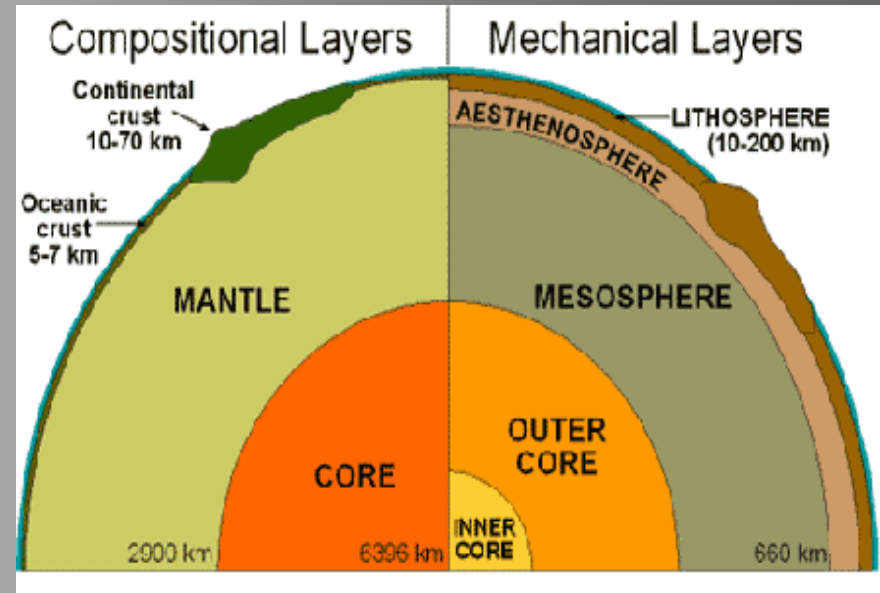 Compositional Layers
Mechanical Layers
Continental
crust
10-70 km
Oceanic
crust
5-7 km
MANTLE
CORE
2900 km
6396 km
AESTHENOSPHERE
LITHOSPHERE
(10-200 km)
MESOSPHERE
OUTER
CORE
INNER
CORE
660 km